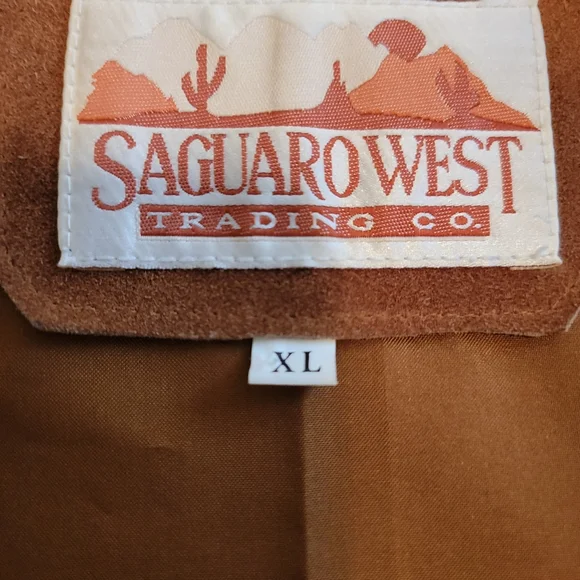 SAGUARO WEST
TRADING CO.
XL